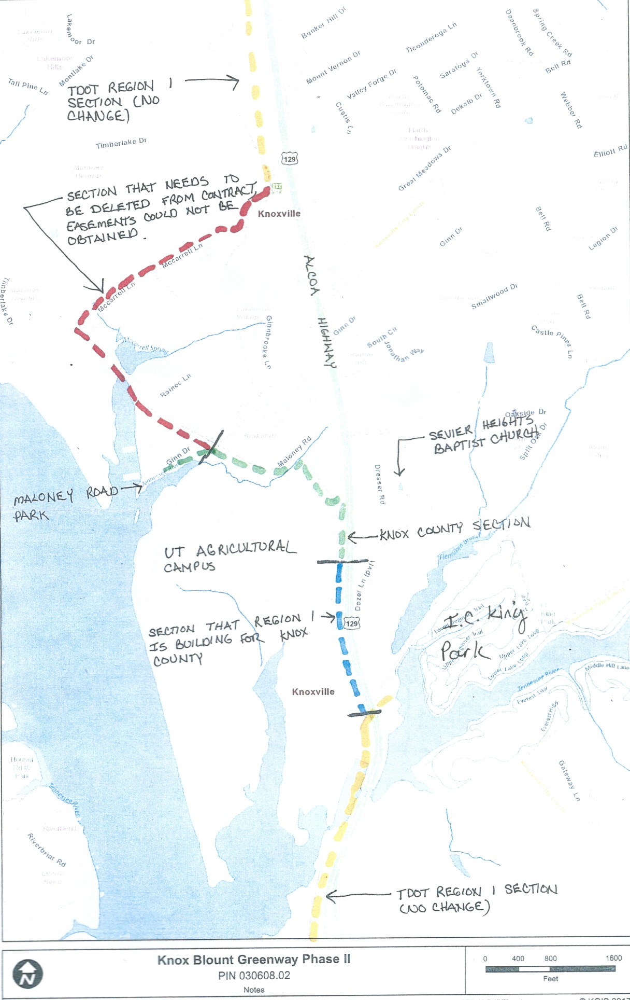 Lakemoor Dr
Bunker Hill Dr
Ticonderoga Ln
Deanbrook Rd
Spring Creek Rd
Lakemoor
Hills
Montlake Dr
Tall Pine Ln
Mount Vernon Dr
Saratoga Dr
Bell Rd
TDOT REGION 1
SECTION (NO
CHANGE)
Valley Forge Dr
Potomac Rd
Yorktown Rd
Dekalb Dr
Webber Rd
Custis Ln
Timberlake Dr
129
Elliott Rd
Great Meadows Dr
SECTION THAT NEEDS TO
BE DELETED FROM CONTRACT,
EASEMENTS COULD NOT BE
OBTAINED.
Knoxville
Bell Rd
Ginn Dr
Legion Dr
Mccarrell Ln
ALCOA HIGHWAY
Mccarrell Ln
Timberlake Dr
Smallwood Dr
Bell Rd
Ginnbrooke Ln
Ginn Dr
South Cir
Jonathan Way
Castle Pines Ln
Mccarrell Spring
Raines Ln
Oakside Dr
SEVIER HEIGHTS
BAPTIST CHURCH
Split Oak Dr
Maloney Rd
Ginn Dr
Tennessee River
Dresser Rd
MALONEY ROAD
PARK
KNOX COUNTY SECTION
UT AGRICULTURAL
CAMPUS
Dozer Ln (pvt)
SECTION THAT REGION 1
IS BUILDING FOR KNOX
COUNTY
129
I.C. King
Park
Upper Lake Loop
Lower Lake Loop
Tennessee River
Middle Hill Lane
Everest Low
Everest High
Knoxville
Gateway Ln
Tennessee River
Riverbriar Rd
TDOT REGION 1 SECTION
(NO CHANGE)
N
Knox Blount Greenway Phase II
PIN 030608.02
Notes
0 400 800 1600
Feet